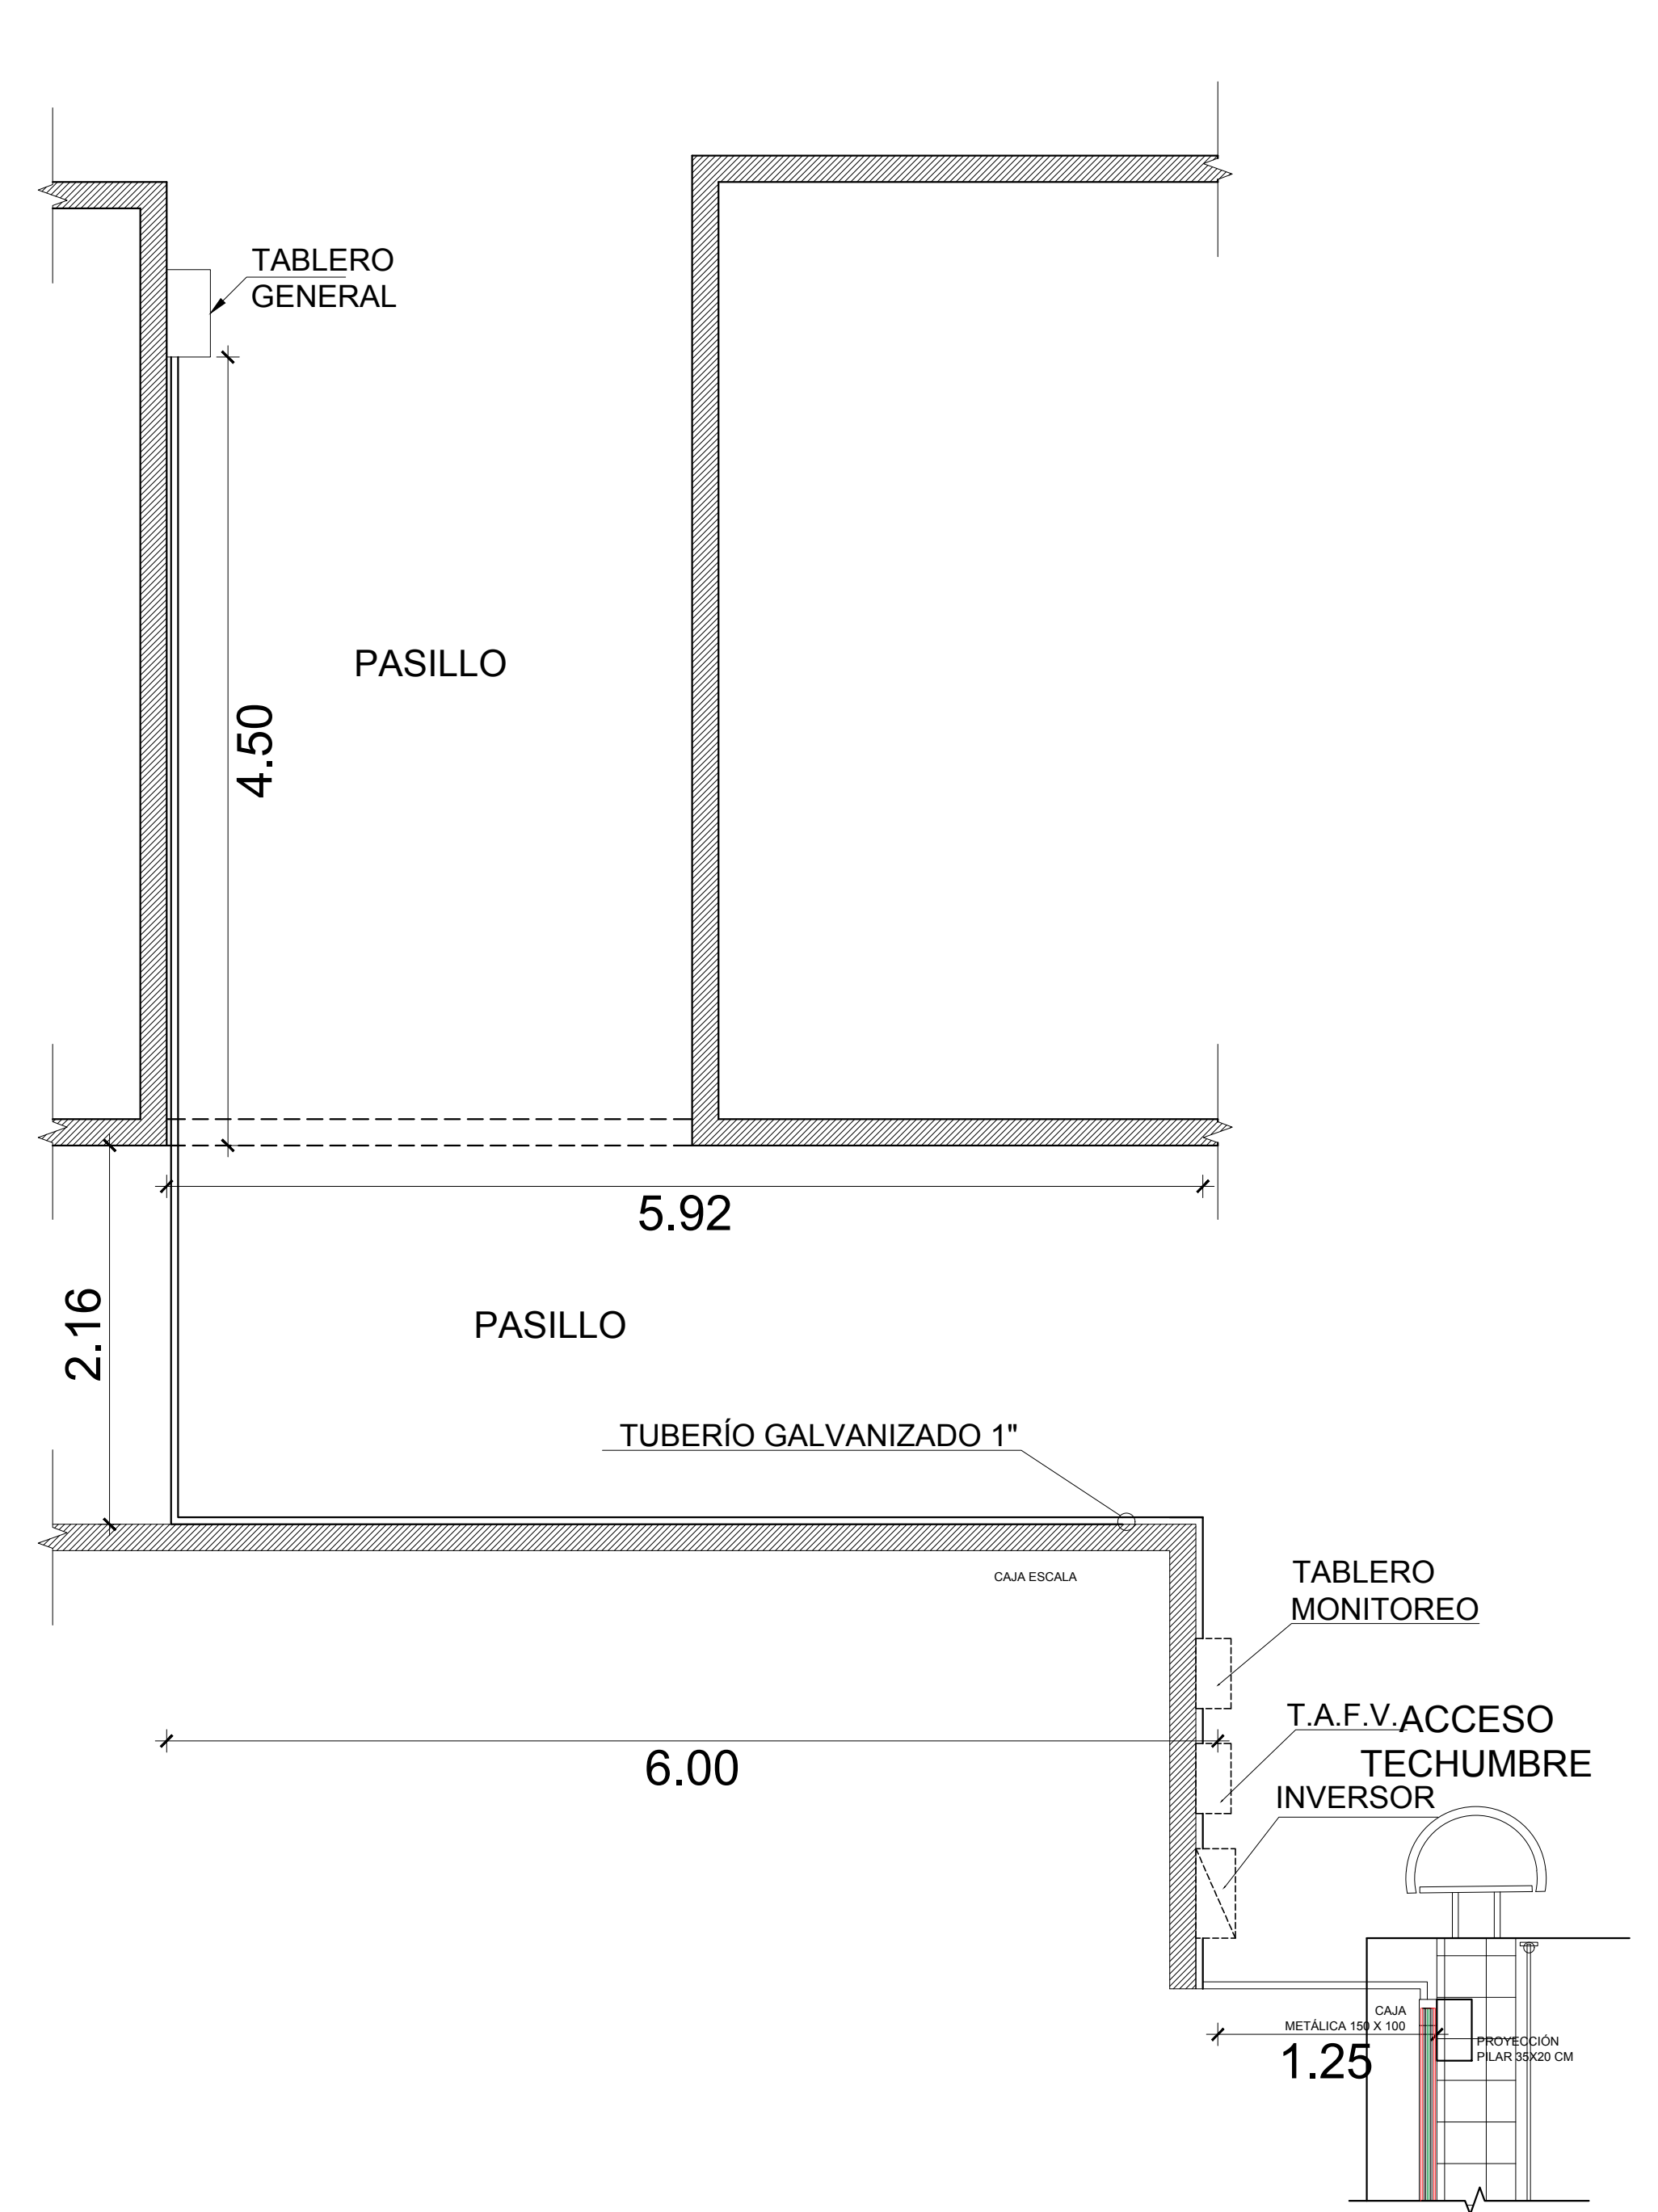 TABLERO
GENERAL
PASILLO
4.50
5.92
2.16
PASILLO
TUBERÍO GALVANIZADO 1"
CAJA ESCALA
TABLERO
MONITOREO
T.A.F.V.
ACCESO
TECHUMBRE
6.00
INVERSOR
CAJA
METÁLICA 150 X 100
PROYECCIÓN
PILAR 35X20 CM
1.25